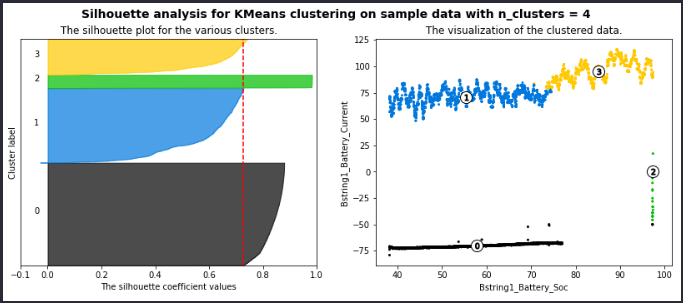 Silhouette analysis for KMeans clustering on sample data with n_clusters = 4
The silhouette plot for the various clusters.
Cluster label
3
2
1
0
-0.1 0.0 0.2 0.4 0.6 0.8 1.0
The silhouette coefficient values
The visualization of the clustered data.
Bstring1_Battery_Current
125
100
75
50
25
0
-25
-50
-75
1
3
2
0
40 50 60 70 80 90 100
Bstring1_Battery_Soc